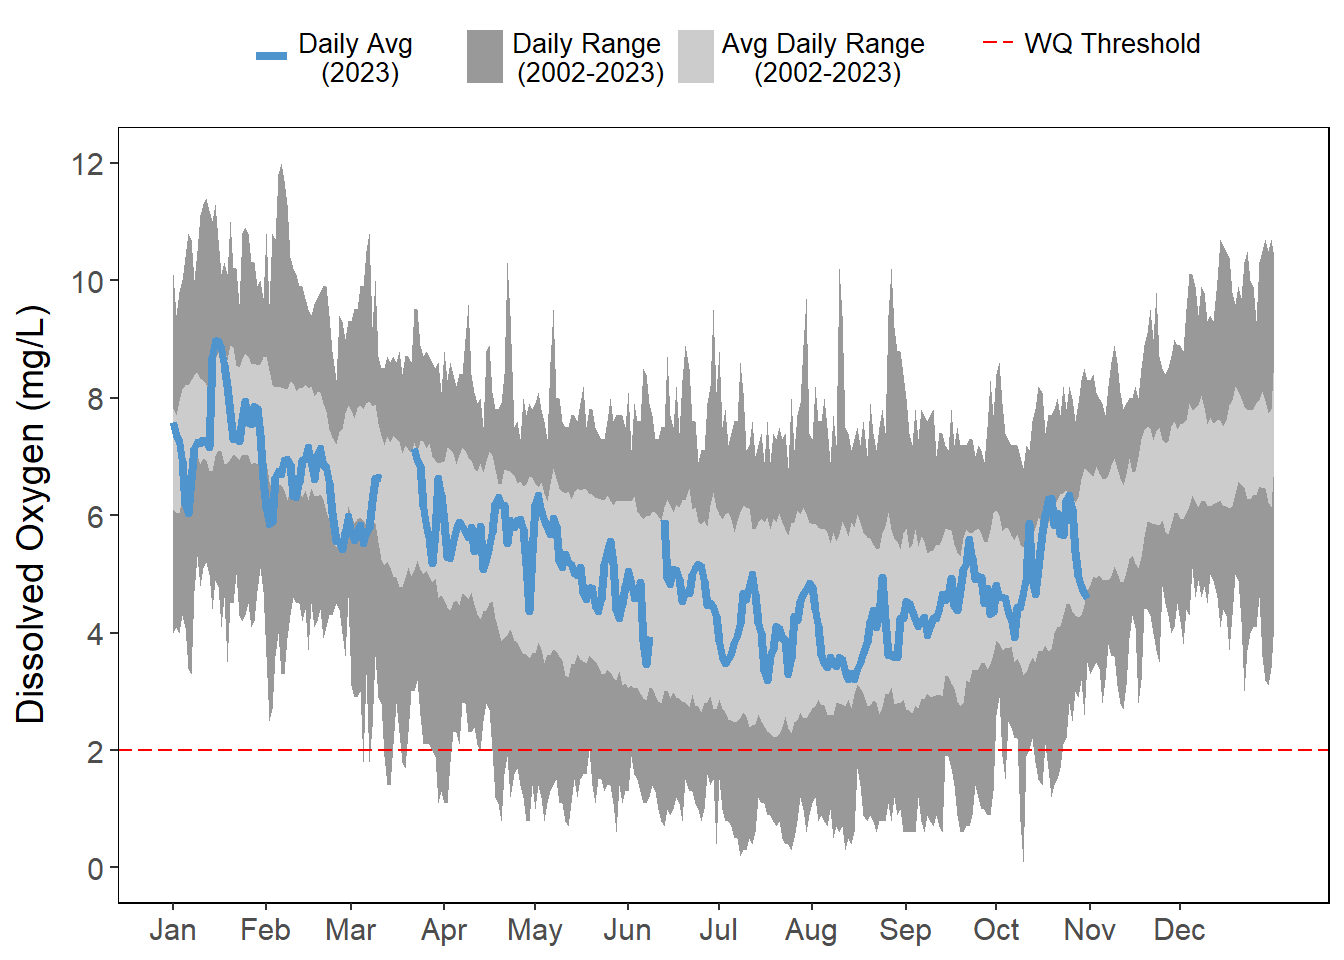 Daily Avg
(2023)
Daily Range
(2002-2023)
Avg Daily Range
(2002-2023)
WQ Threshold
Dissolved Oxygen (mg/L)
12
10
8
6
4
2
0
Jan Feb Mar Apr May Jun Jul Aug Sep Oct Nov Dec